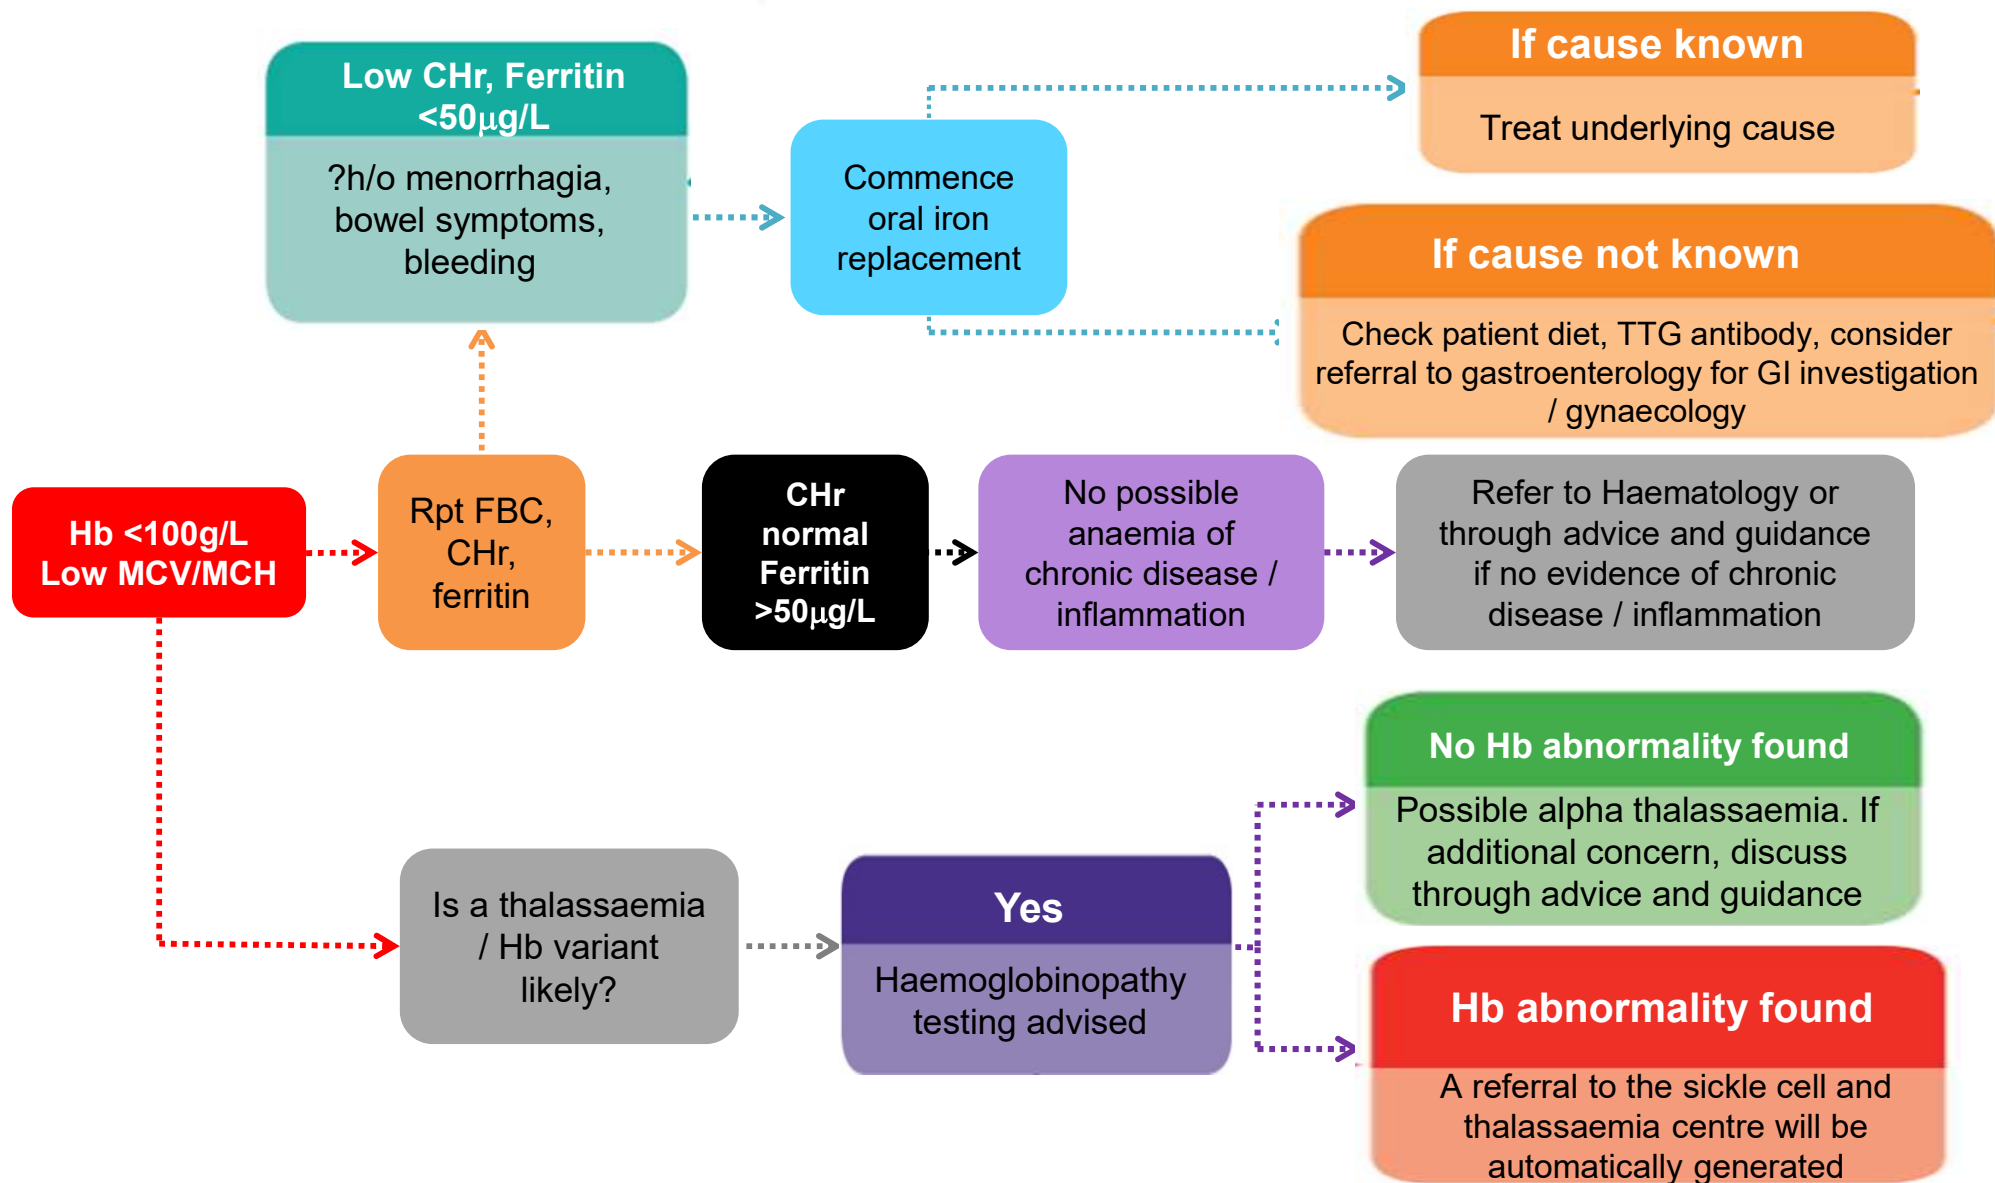 Low CHr, Ferritin
<50µg/L
?h/o menorrhagia,
bowel symptoms,
bleeding
Commence
oral iron
replacement
If cause known
Treat underlying cause
If cause not known
Check patient diet, TTG antibody, consider
referral to gastroenterology for GI investigation
/ gynaecology
Hb <100g/L
Low MCV/MCH
Rpt FBC,
CHr,
ferritin
CHr
normal
Ferritin
>50µg/L
No possible
anaemia of
chronic disease /
inflammation
Refer to Haematology or
through advice and guidance
if no evidence of chronic
disease / inflammation
Is a thalassaemia
/ Hb variant
likely?
Yes
Haemoglobinopathy
testing advised
No Hb abnormality found
Possible alpha thalassaemia. If
additional concern, discuss
through advice and guidance
Hb abnormality found
A referral to the sickle cell and
thalassaemia centre will be
automatically generated